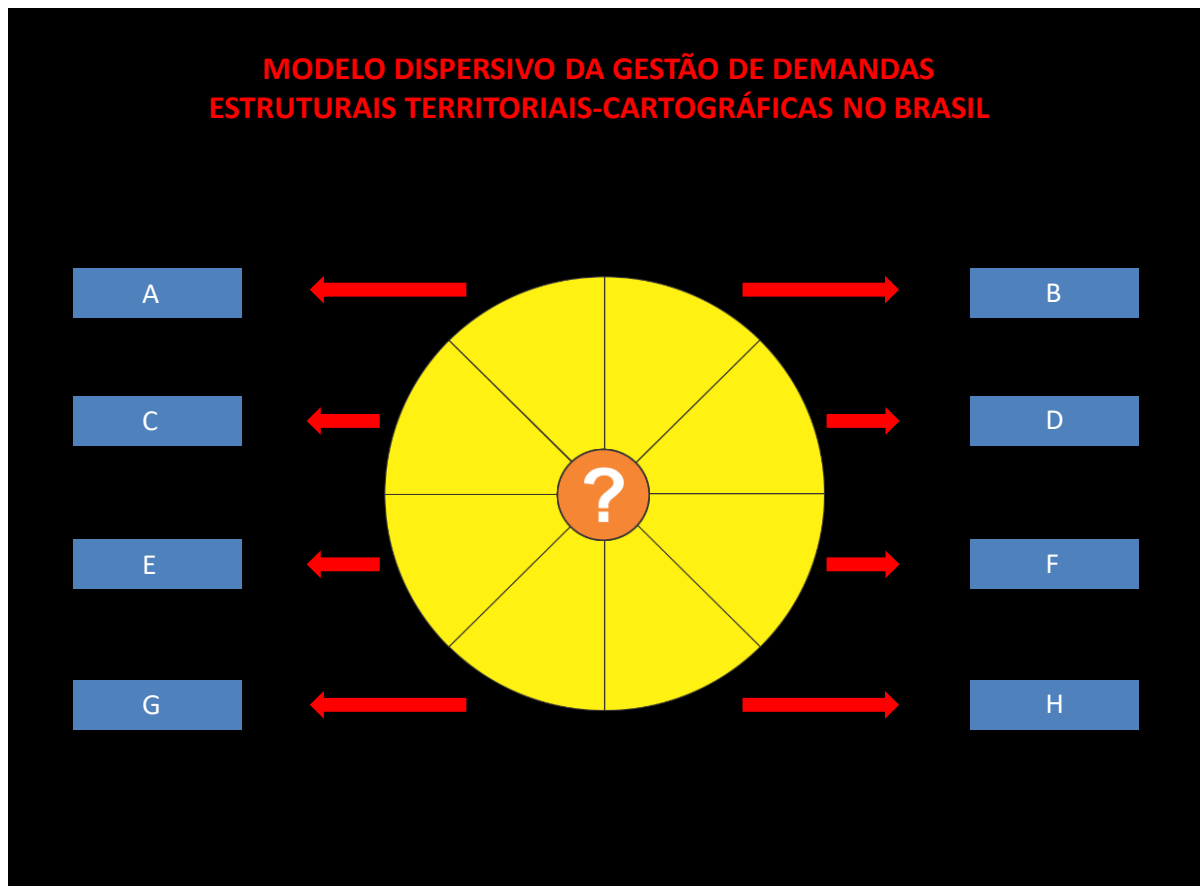 MODELO DISPERSIVO DA GESTÃO DE DEMANDAS
ESTRUTURAIS TERRITORIAIS-CARTOGRÁFICAS NO BRASIL
A
B
C
D
?
E
F
G
H